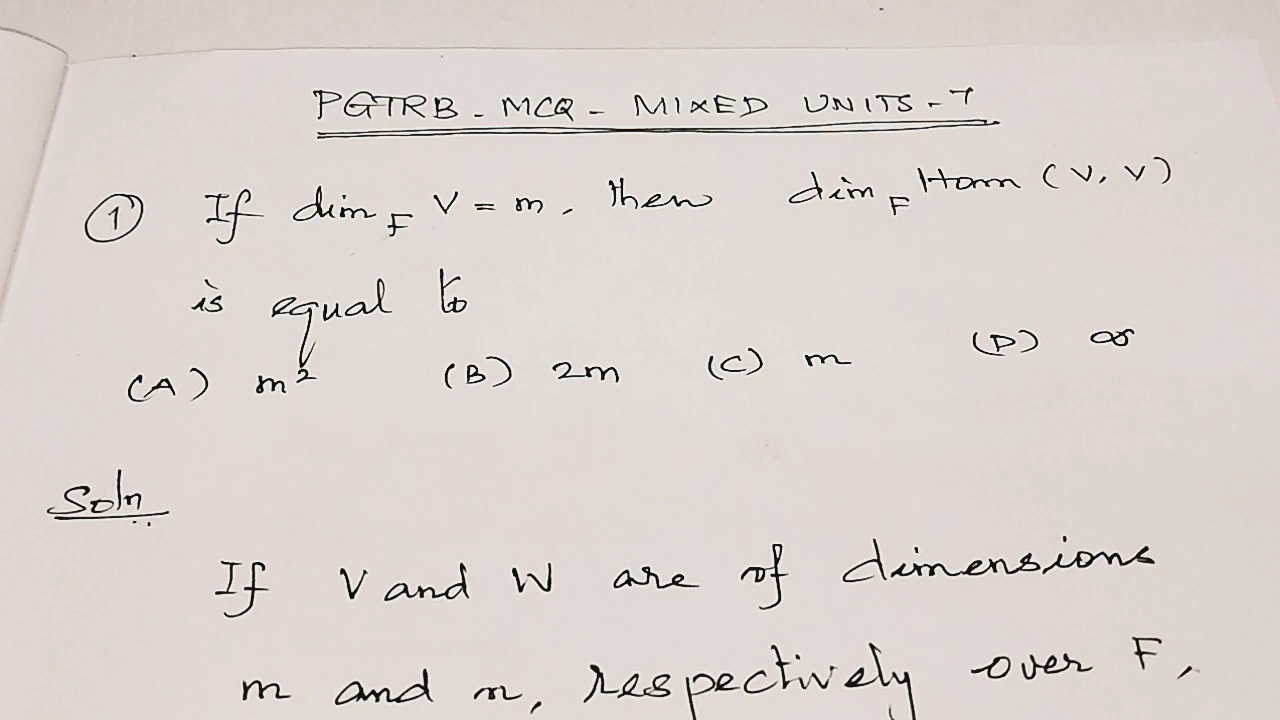 PGTRB - MCQ - MIXED UNITS - 7
① If dim_F V = m, then dim_F Hom (V, V)
is equal to
(A) m² (B) 2m (C) m (D) ∞
Soln
If V and W are of dimensions
m and n, respectively over F,